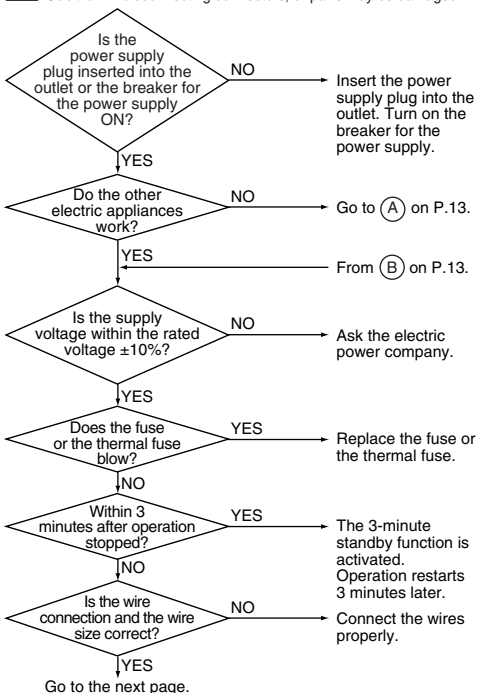 Is the
power supply
plug inserted into the
outlet or the breaker for
the power supply
ON?
NO
Insert the power
supply plug into the
outlet. Turn on the
breaker for the
power supply.
YES
Do the other
electric appliances
work?
NO
Go to A on P.13.
YES
From B on P.13.
Is the supply
voltage within the rated
voltage ±10%?
NO
Ask the electric
power company.
YES
Does the fuse
or the thermal fuse
blow?
YES
Replace the fuse or
the thermal fuse.
NO
Within 3
minutes after operation
stopped?
YES
The 3-minute
standby function is
activated.
Operation restarts
3 minutes later.
NO
Is the wire
connection and the wire
size correct?
NO
Connect the wires
properly.
YES
Go to the next page.